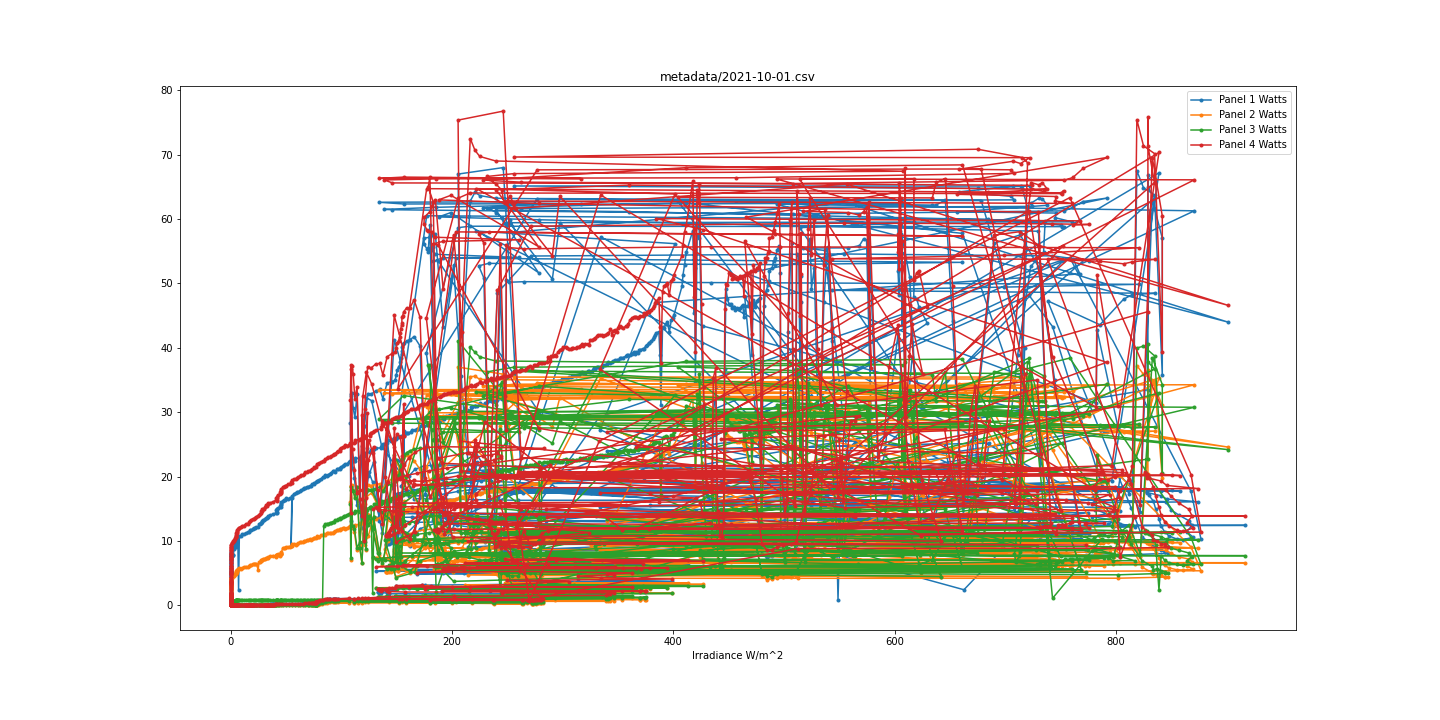 metadata/2021-10-01.csv
80
70
60
50
40
30
20
10
0
Panel 1 Watts
Panel 2 Watts
Panel 3 Watts
Panel 4 Watts
0 200 400 600 800
Irradiance W/m^2